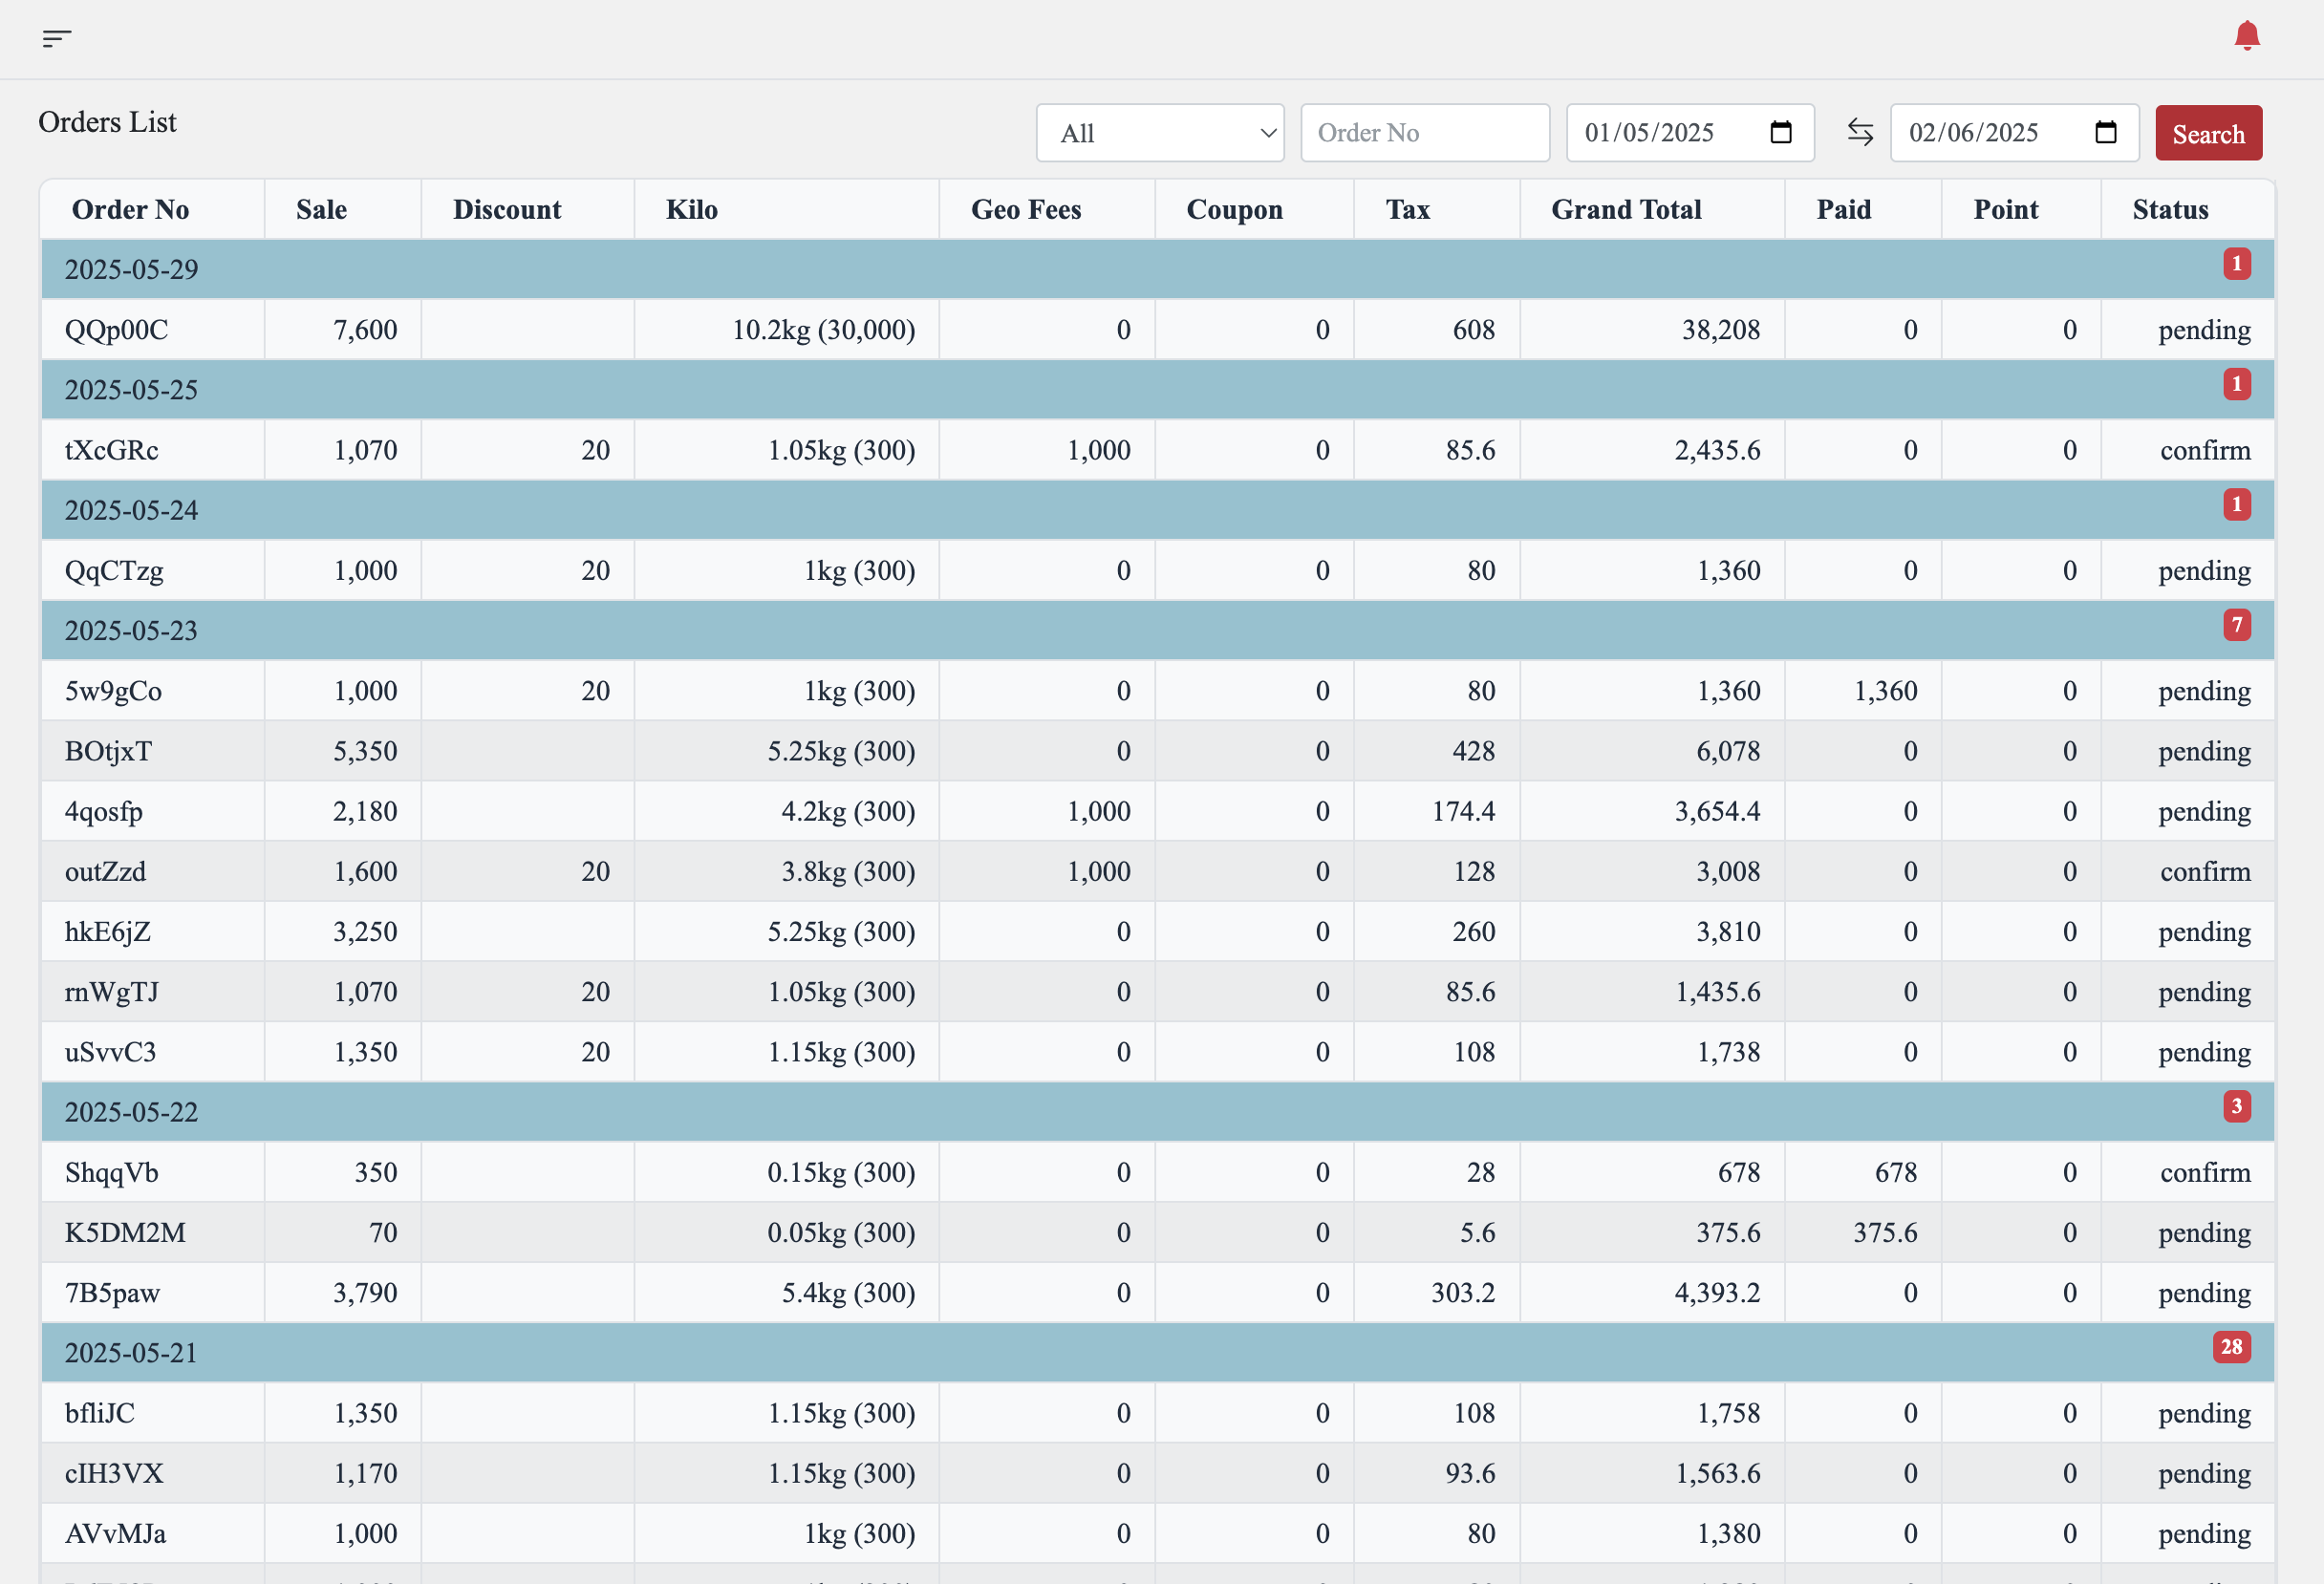 Orders List
All
Order No
01/05/2025
02/06/2025
Search
Order No Sale Discount Kilo Geo Fees Coupon Tax Grand Total Paid Point Status
2025-05-29 1
QQp00C 7,600 10.2kg (30,000) 0 0 608 38,208 0 0 pending
2025-05-25 1
tXcGRc 1,070 20 1.05kg (300) 1,000 0 85.6 2,435.6 0 0 confirm
2025-05-24 1
QqCTzg 1,000 20 1kg (300) 0 0 80 1,360 0 0 pending
2025-05-23 7
5w9gCo 1,000 20 1kg (300) 0 0 80 1,360 1,360 0 pending
BOtjxT 5,350 5.25kg (300) 0 0 428 6,078 0 0 pending
4qosfp 2,180 4.2kg (300) 1,000 0 174.4 3,654.4 0 0 pending
outZzd 1,600 20 3.8kg (300) 1,000 0 128 3,008 0 0 confirm
hkE6jZ 3,250 5.25kg (300) 0 0 260 3,810 0 0 pending
rnWgTJ 1,070 20 1.05kg (300) 0 0 85.6 1,435.6 0 0 pending
uSvvC3 1,350 20 1.15kg (300) 0 0 108 1,738 0 0 pending
2025-05-22 3
ShqqVb 350 0.15kg (300) 0 0 28 678 678 0 confirm
K5DM2M 70 0.05kg (300) 0 0 5.6 375.6 375.6 0 pending
7B5paw 3,790 5.4kg (300) 0 0 303.2 4,393.2 0 0 pending
2025-05-21 28
bfliJC 1,350 1.15kg (300) 0 0 108 1,758 0 0 pending
cIH3VX 1,170 1.15kg (300) 0 0 93.6 1,563.6 0 0 pending
AVvMJa 1,000 1kg (300) 0 0 80 1,380 0 0 pending